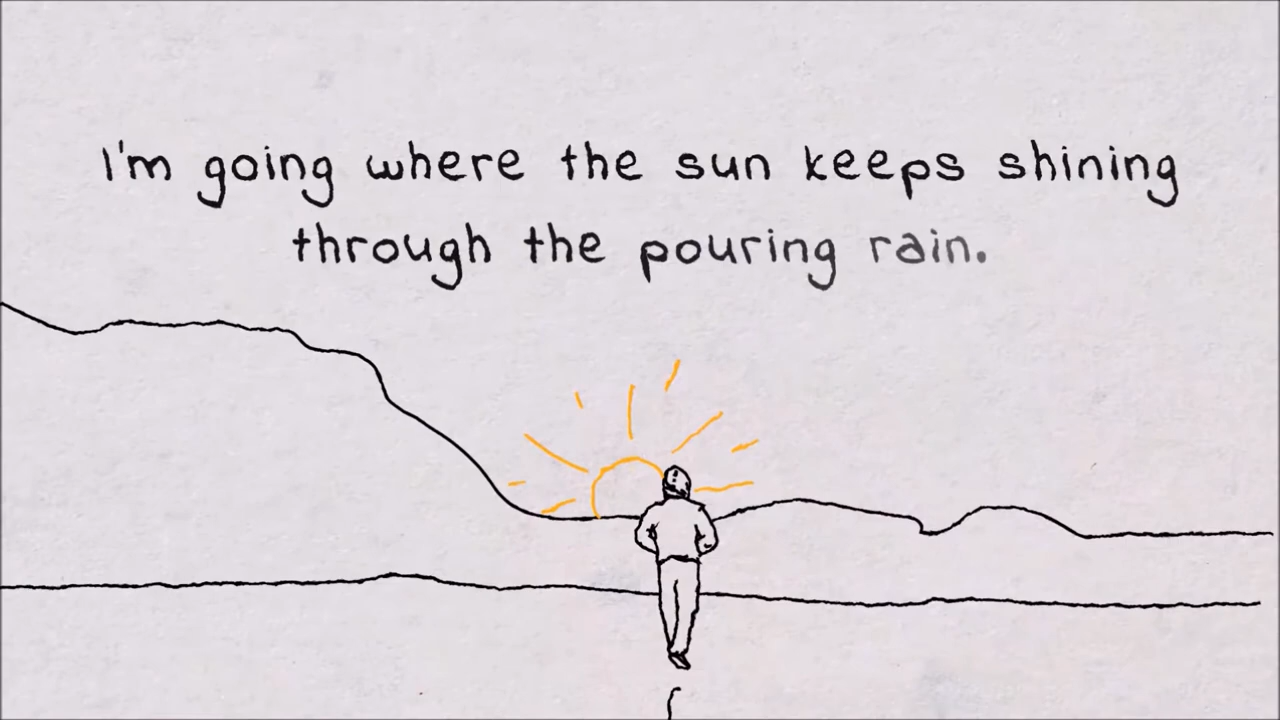 I'm going where the sun keeps shining
through the pouring rain.